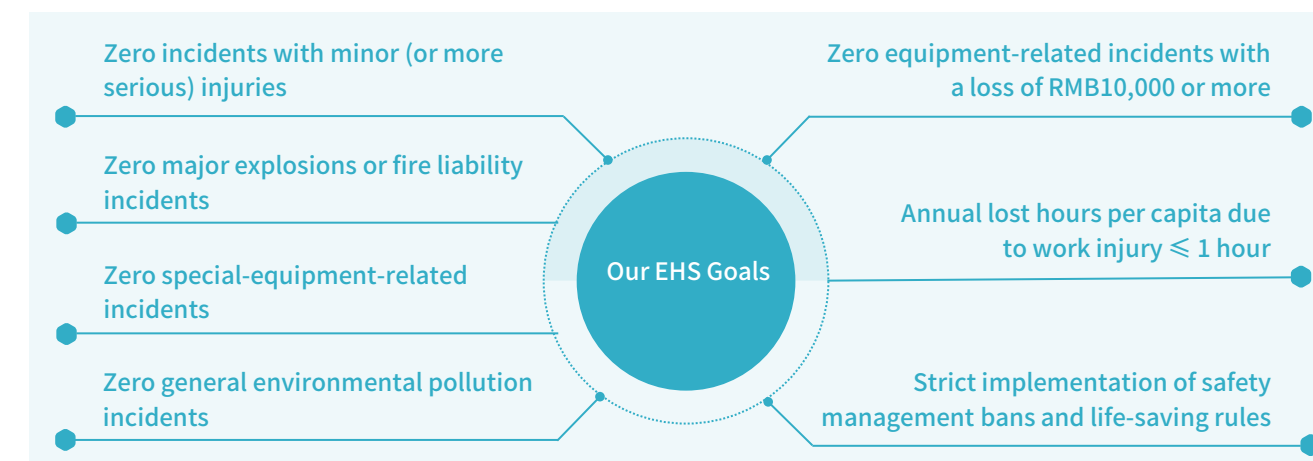 Zero incidents with minor (or more
serious) injuries
Zero major explosions or fire liability
incidents
Zero special-equipment-related
incidents
Zero general environmental pollution
incidents
Our EHS Goals
Zero equipment-related incidents with
a loss of RMB10,000 or more
Annual lost hours per capita due
to work injury ⩽ 1 hour
Strict implementation of safety
management bans and life-saving rules